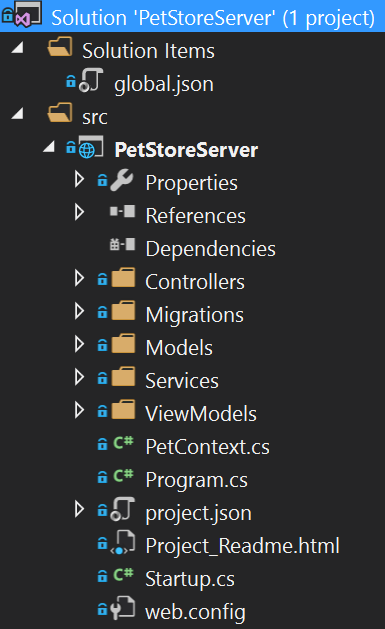 Solution 'PetStoreServer' (1 project)
Solution Items
global.json
src
PetStoreServer
Properties
References
Dependencies
Controllers
Migrations
Models
Services
ViewModels
C# PetContext.cs
C# Program.cs
project.json
Project_Readme.html
C# Startup.cs
web.config